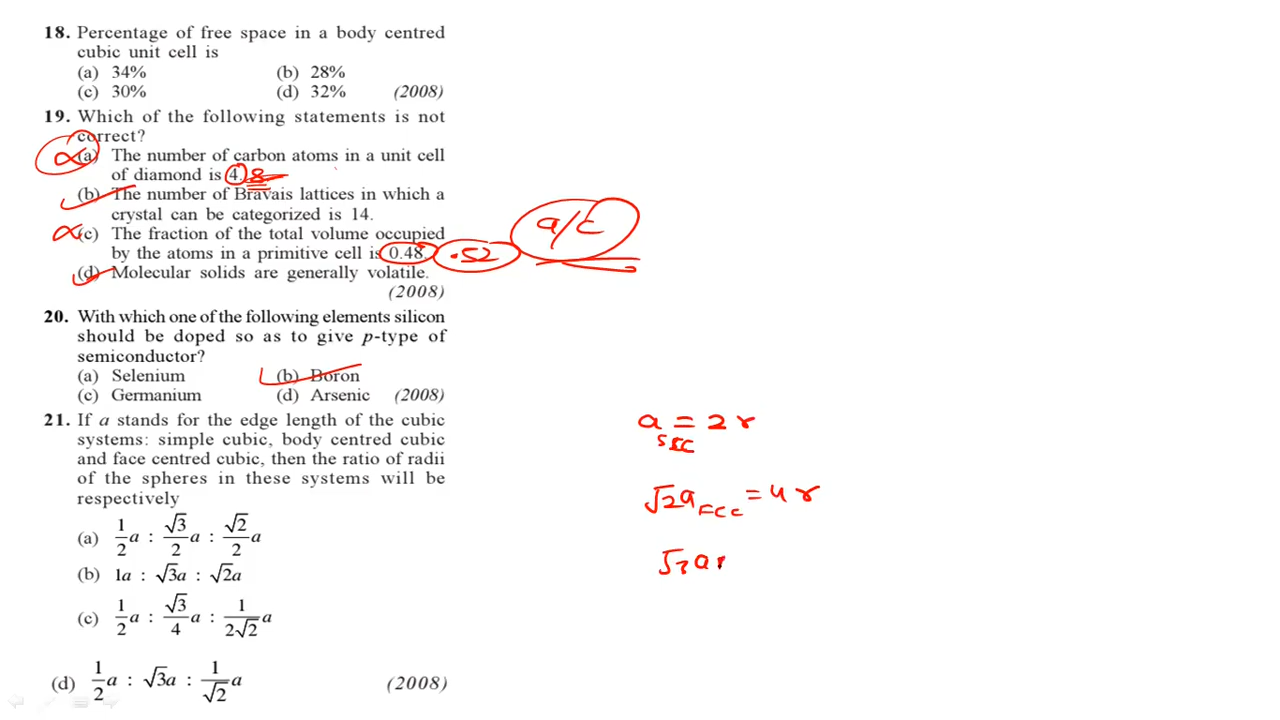 18. Percentage of free space in a body centred
cubic unit cell is
(a) 34% (b) 28%
(c) 30% (d) 32% (2008)
19. Which of the following statements is not
correct?
(a) The number of carbon atoms in a unit cell
of diamond is 4. 8
(b) The number of Bravais lattices in which a
crystal can be categorized is 14.
(c) The fraction of the total volume occupied
by the atoms in a primitive cell is 0.48. .52
a/c
(d) Molecular solids are generally volatile.
(2008)
20. With which one of the following elements silicon
should be doped so as to give p-type of
semiconductor?
(a) Selenium (b) Boron
(c) Germanium (d) Arsenic (2008)
21. If a stands for the edge length of the cubic
systems: simple cubic, body centred cubic
and face centred cubic, then the ratio of radii
of the spheres in these systems will be
respectively
(a) 1/2 a : √3/2 a : √2/2 a
(b) 1a : √3a : √2a
(c) 1/2 a : √3/4 a : 1/2√2 a
(d) 1/2 a : √3a : 1/√2 a (2008)
a = 2r
√2a FCC = 4r
√3a